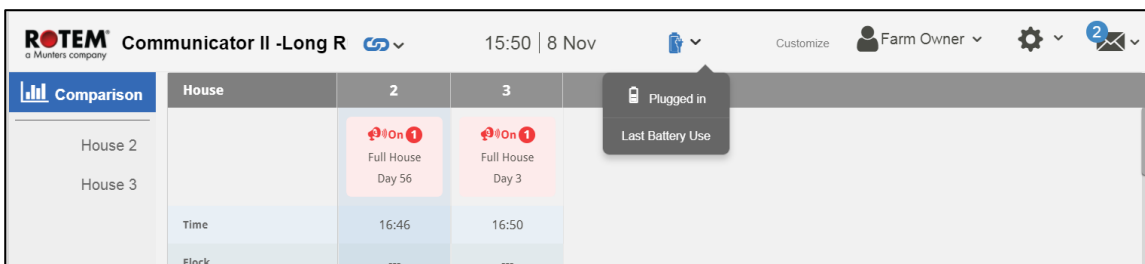 ROTEM
a Munters company
Communicator II -Long R
15:50 | 8 Nov
Customize
Farm Owner
2
Comparison
House 2 3
Plugged in
Last Battery Use
House 2
House 3
On 1 On 1
Full House Full House
Day 56 Day 3
Time 16:46 16:50
Flock --- ---